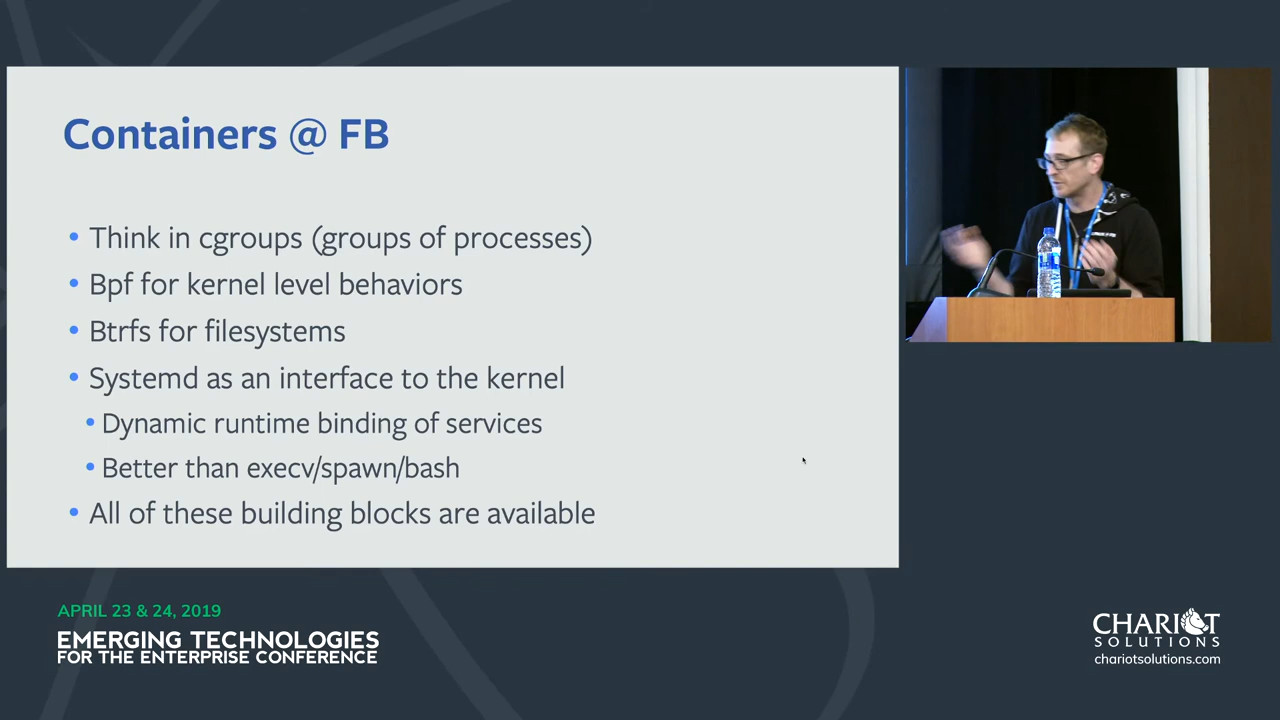 Containers @ FB
• Think in cgroups (groups of processes)
• Bpf for kernel level behaviors
• Btrfs for filesystems
• Systemd as an interface to the kernel
• Dynamic runtime binding of services
• Better than execv/spawn/bash
• All of these building blocks are available
APRIL 23 & 24, 2019
EMERGING TECHNOLOGIES
FOR THE ENTERPRISE CONFERENCE
CHARIOT
SOLUTIONS
chariotsolutions.com